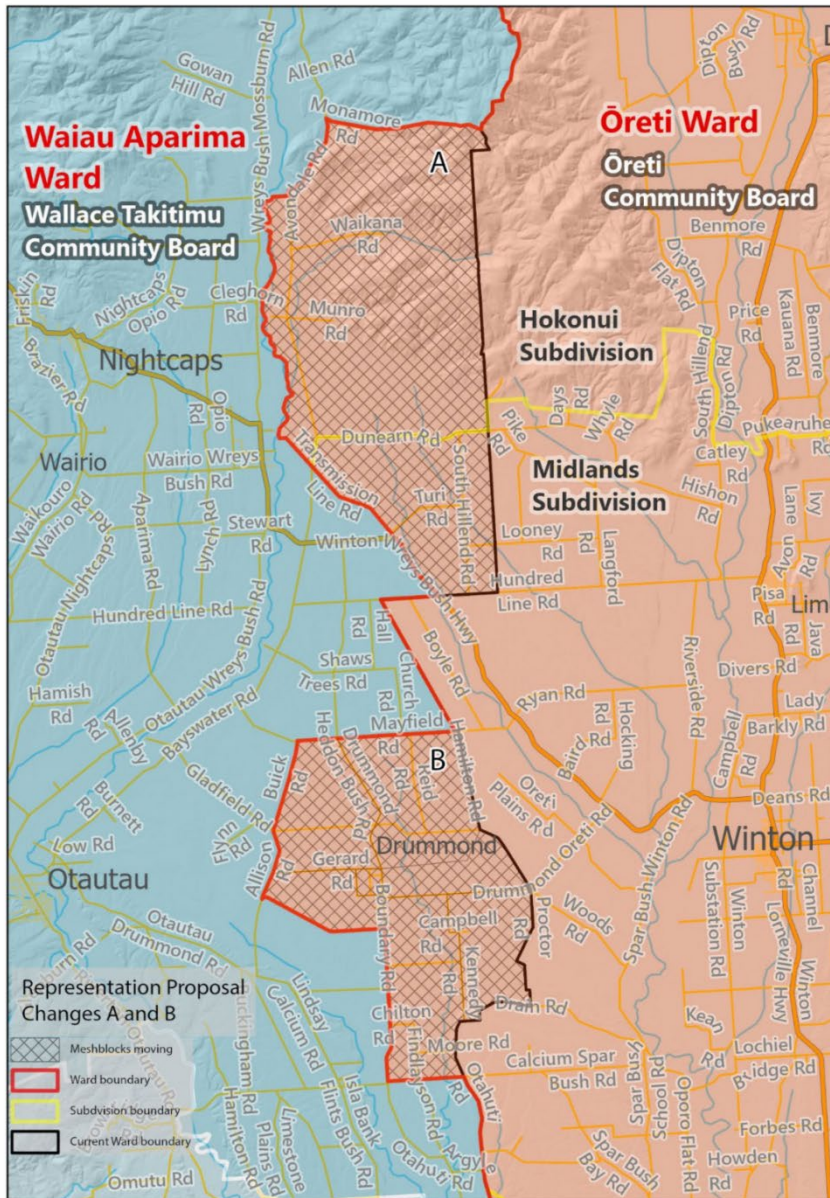 Waiau Aparima
Ward
Wallace Takitimu
Community Board
Ōreti Ward
Ōreti
Community Board
Hokonui
Subdivision
Midlands
Subdivision
A
B
Gowan
Hill Rd
Wreys Bush Mossburn Rd
Allen Rd
Monamore
Rd
Avondale Rd
Waikana
Rd
Munro
Rd
Dipton
Bush Rd
D
Benmore
Rd
Dipton
Flat Rd
Friskin
Rd
Nightcaps
Opio Rd
Cleghorn
Rd
Brazier Rd
Nightcaps
Opio
Rd
Price
Rd
Kauana Rd
Benmore
South Hillend
Dipton Rd
Pukearuhe
Rd
Days
Rd
Whyle
Rd
Pike
Rd
Dunearn Rd
Transmission
Line Rd
Catley
Rd
Hishon
Rd
Wairio
Wairio Wreys
Bush Rd
Waikouro
Wairio Rd
Aparima Rd
Lynch Rd
Stewart
Rd
Turi
Rd
South Hillend Rd
Looney
Rd
Langford
Rd
Avon
Lane
Ivy
Winton Wreys Bush Hwy
Otautau Nightcaps
Rd
Hundred Line Rd
Hundred
Line Rd
Pisa
Rd
Lim
Java
Hall
Rd
Church
Rd
Boyle Rd
Shaws
Trees Rd
Rd
Divers Rd
Riverside Rd
Hamish
Rd
Allenby
Rd
Otautau Wreys Bush Rd
Bayswater Rd
Mayfield
Rd
Ryan Rd
Baird Rd
Hocking
Rd
Campbell
Rd
Lady
Barkly Rd
Hamilton Rd
Heddon Bush Rd
Drummond
Reid
Rd
Buick
Rd
Gladfield Rd
Burnett
Rd
Flynn
Rd
Low Rd
Otautau
Allison
Rd
Gerard
Rd
Drummond
Oreti
Plains Rd
Deans Rd
Winton
Drummond Oreti Rd
Spar Bush Winton Rd
Boundary Rd
Campbell
Rd
Kennedy
Rd
Proctor
Rd
Woods
Rd
Substation Rd
Winton
Rd
Channel
Lorneville Hwy
Winton
Otautau
Drummond Rd
Lindsay
Calcium Rd
Chilton
Rd
Findlayson Rd
Moore Rd
Drain Rd
Kean
Rd
Lochiel
Bridge Rd
Calcium Spar
Bush Rd
Spar Bush
School Rd
Oporo Flat Rd
Forbes Rd
Howden
Rd
Spar Bush
Bay Rd
Otahuti
Rd
Argyle
Otahuti Rd
Isla Bank
Flints Bush Rd
Limestone
Plains Rd
Hamilton Rd
Omutu Rd
Representation Proposal
Changes A and B
Meshblocks moving
Ward boundary
Subdivision boundary
Current Ward boundary